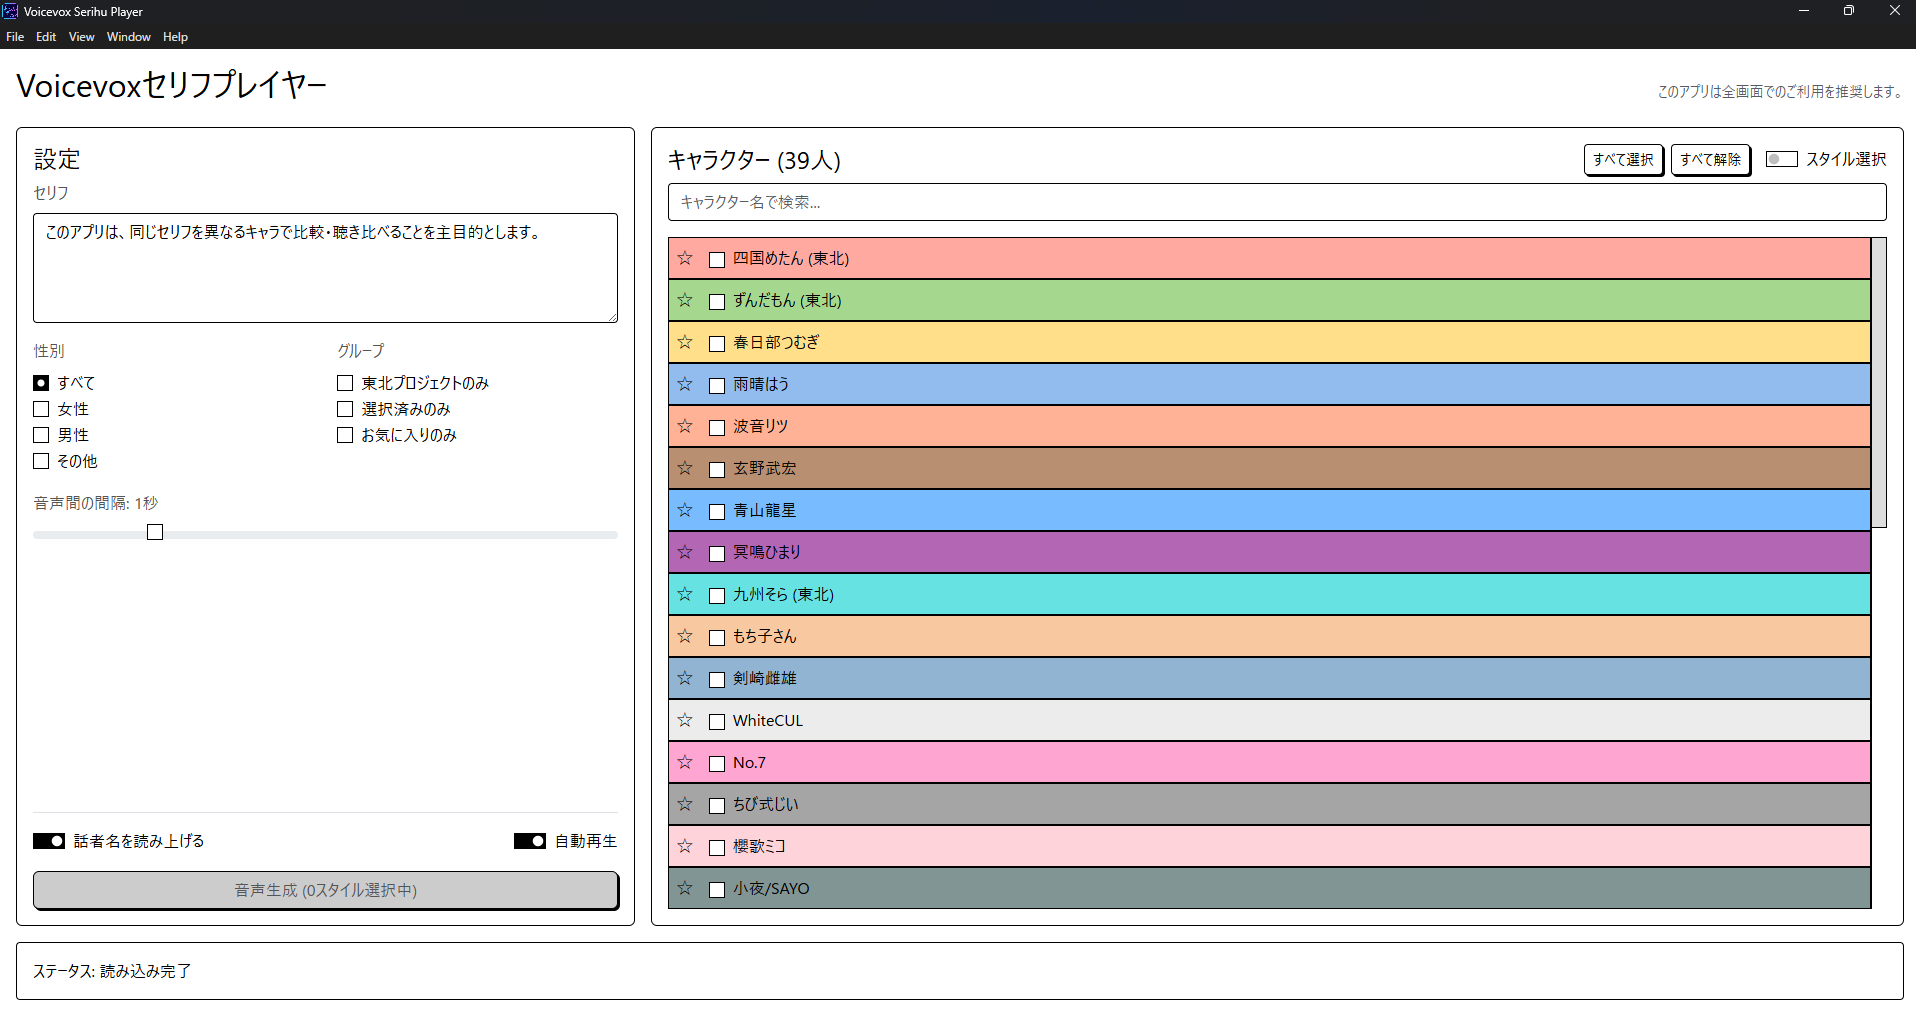 Voicevox Serihu Player
File Edit View Window Help
Voicevoxセリフプレイヤー
このアプリは全画面でのご利用を推奨します。
設定
セリフ
このアプリは、同じセリフを異なるキャラで比較・聴き比べることを主目的とします。
性別
すべて
女性
男性
その他
グループ
東北プロジェクトのみ
選択済みのみ
お気に入りのみ
音声間の間隔: 1秒
話者名を読み上げる
自動再生
音声生成 (0スタイル選択中)
キャラクター (39人)
すべて選択
すべて解除
スタイル選択
キャラクター名で検索...
☆ 四国めたん (東北)
☆ ずんだもん (東北)
☆ 春日部つむぎ
☆ 雨晴はう
☆ 波音リツ
☆ 玄野武宏
☆ 青山龍星
☆ 冥鳴ひまり
☆ 九州そら (東北)
☆ もち子さん
☆ 剣崎雌雄
☆ WhiteCUL
☆ No.7
☆ ちび式じい
☆ 櫻歌ミコ
☆ 小夜/SAYO
ステータス: 読み込み完了